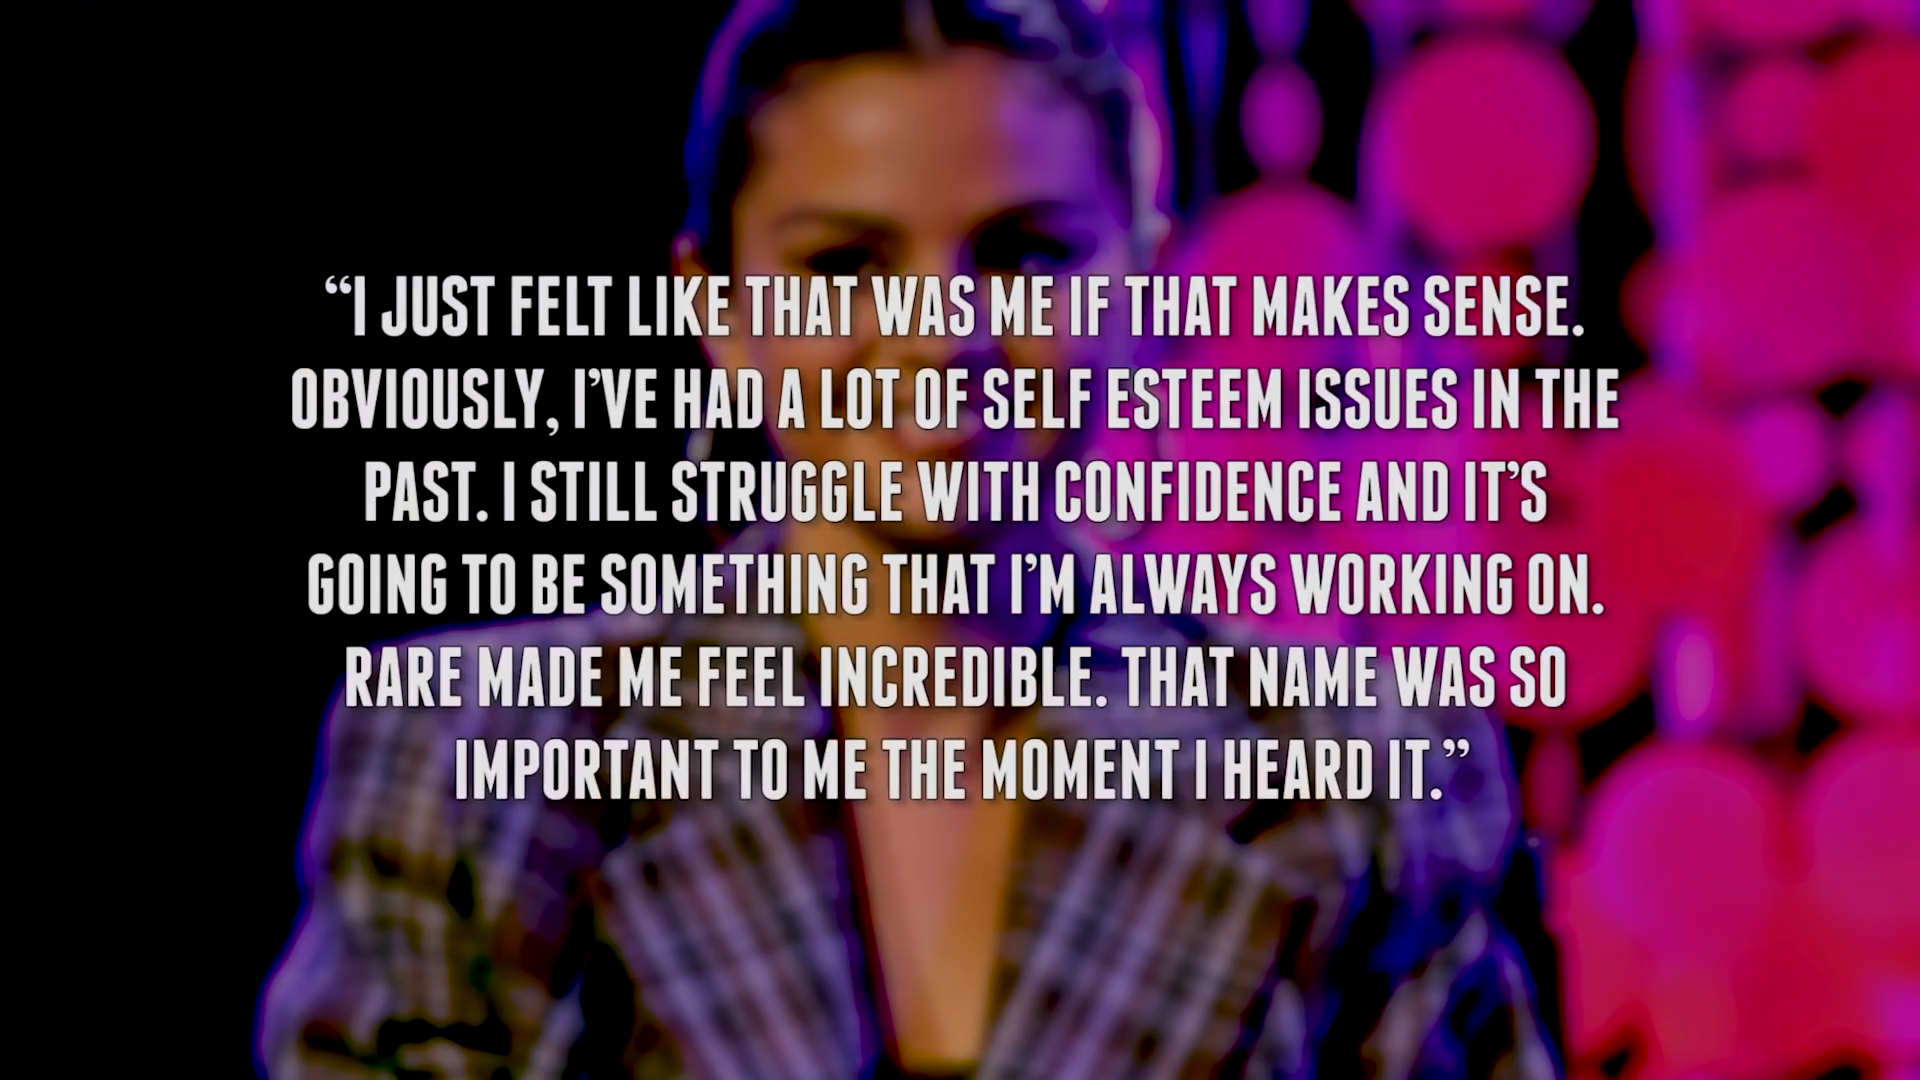 “I JUST FELT LIKE THAT WAS ME IF THAT MAKES SENSE.
OBVIOUSLY, I’VE HAD A LOT OF SELF ESTEEM ISSUES IN THE
PAST. I STILL STRUGGLE WITH CONFIDENCE AND IT’S
GOING TO BE SOMETHING THAT I’M ALWAYS WORKING ON.
RARE MADE ME FEEL INCREDIBLE. THAT NAME WAS SO
IMPORTANT TO ME THE MOMENT I HEARD IT.”